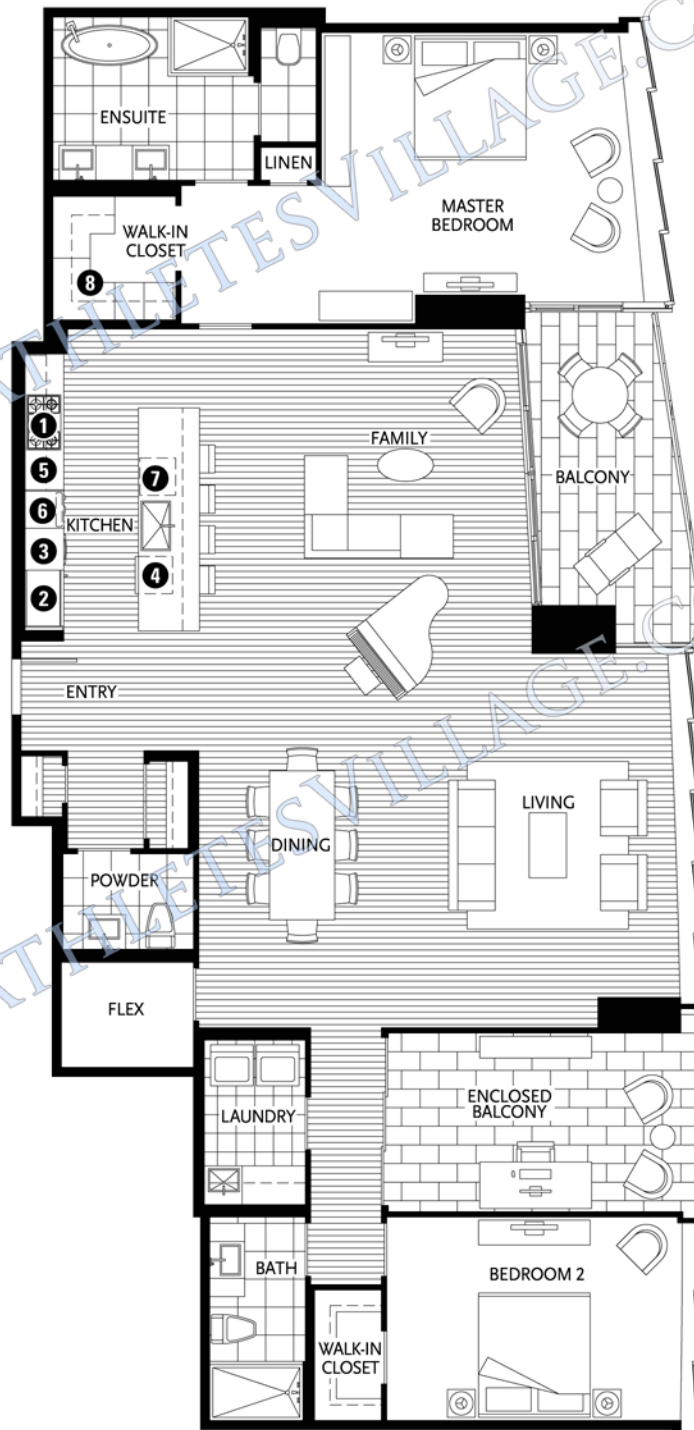 ATHLETESVILLAGE.C
ENSUITE
LINEN
MASTER
BEDROOM
WALK-IN
CLOSET
8
1
FAMILY
7
5
BALCONY
6
KITCHEN
3
4
2
ENTRY
ATHLETESVILLAGE.C
LIVING
DINING
POWDER
FLEX
ENCLOSED
BALCONY
LAUNDRY
BATH
BEDROOM 2
WALK-IN
CLOSET